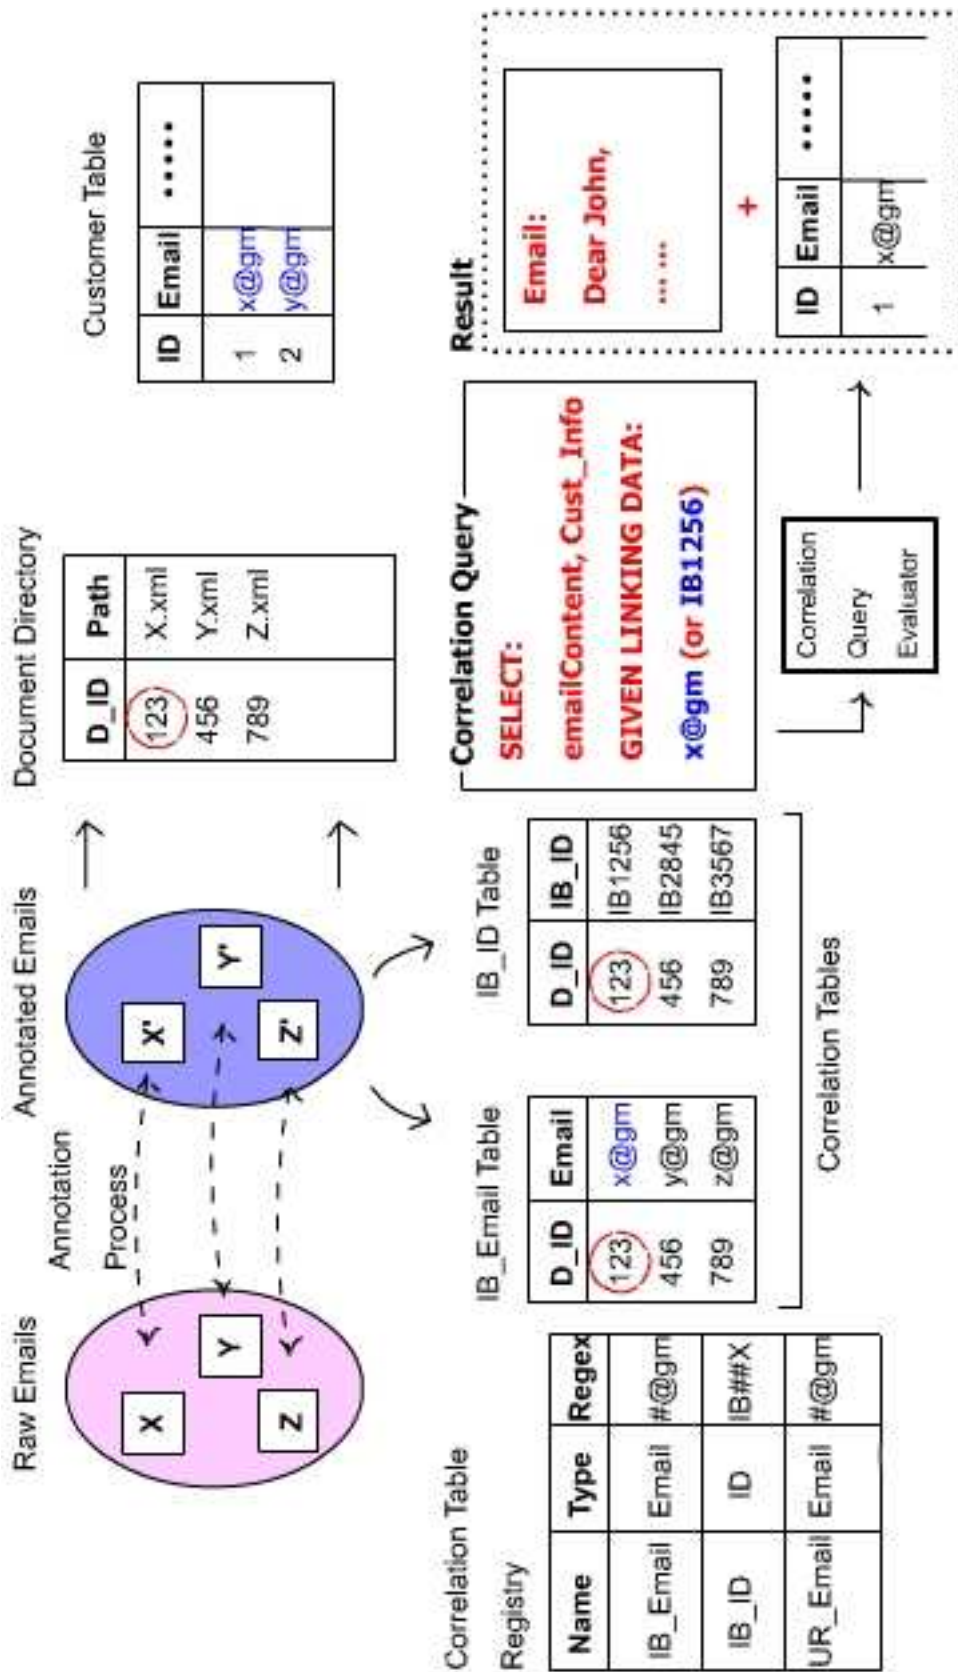 Raw Emails
X
Y
Z
Annotation
Process
Annotated Emails
X'
Y'
Z'
Document Directory
D_ID Path
123 X.xml
456 Y.xml
789 Z.xml
Customer Table
ID Email .....
1 x@gm
2 y@gm
Correlation Table
Registry
Name Type Regex
IB_Email Email #@gm
IB_ID ID IB##X
UR_Email Email #@gm
IB_Email Table
D_ID Email
123 x@gm
456 y@gm
789 z@gm
IB_ID Table
D_ID IB_ID
123 IB1256
456 IB2845
789 IB3567
Correlation Tables
Correlation Query
SELECT:
emailContent, Cust_Info
GIVEN LINKING DATA:
x@gm (or IB1256)
Correlation
Query
Evaluator
Result
Email:
Dear John,
... ...
+
ID Email .....
1 x@gm